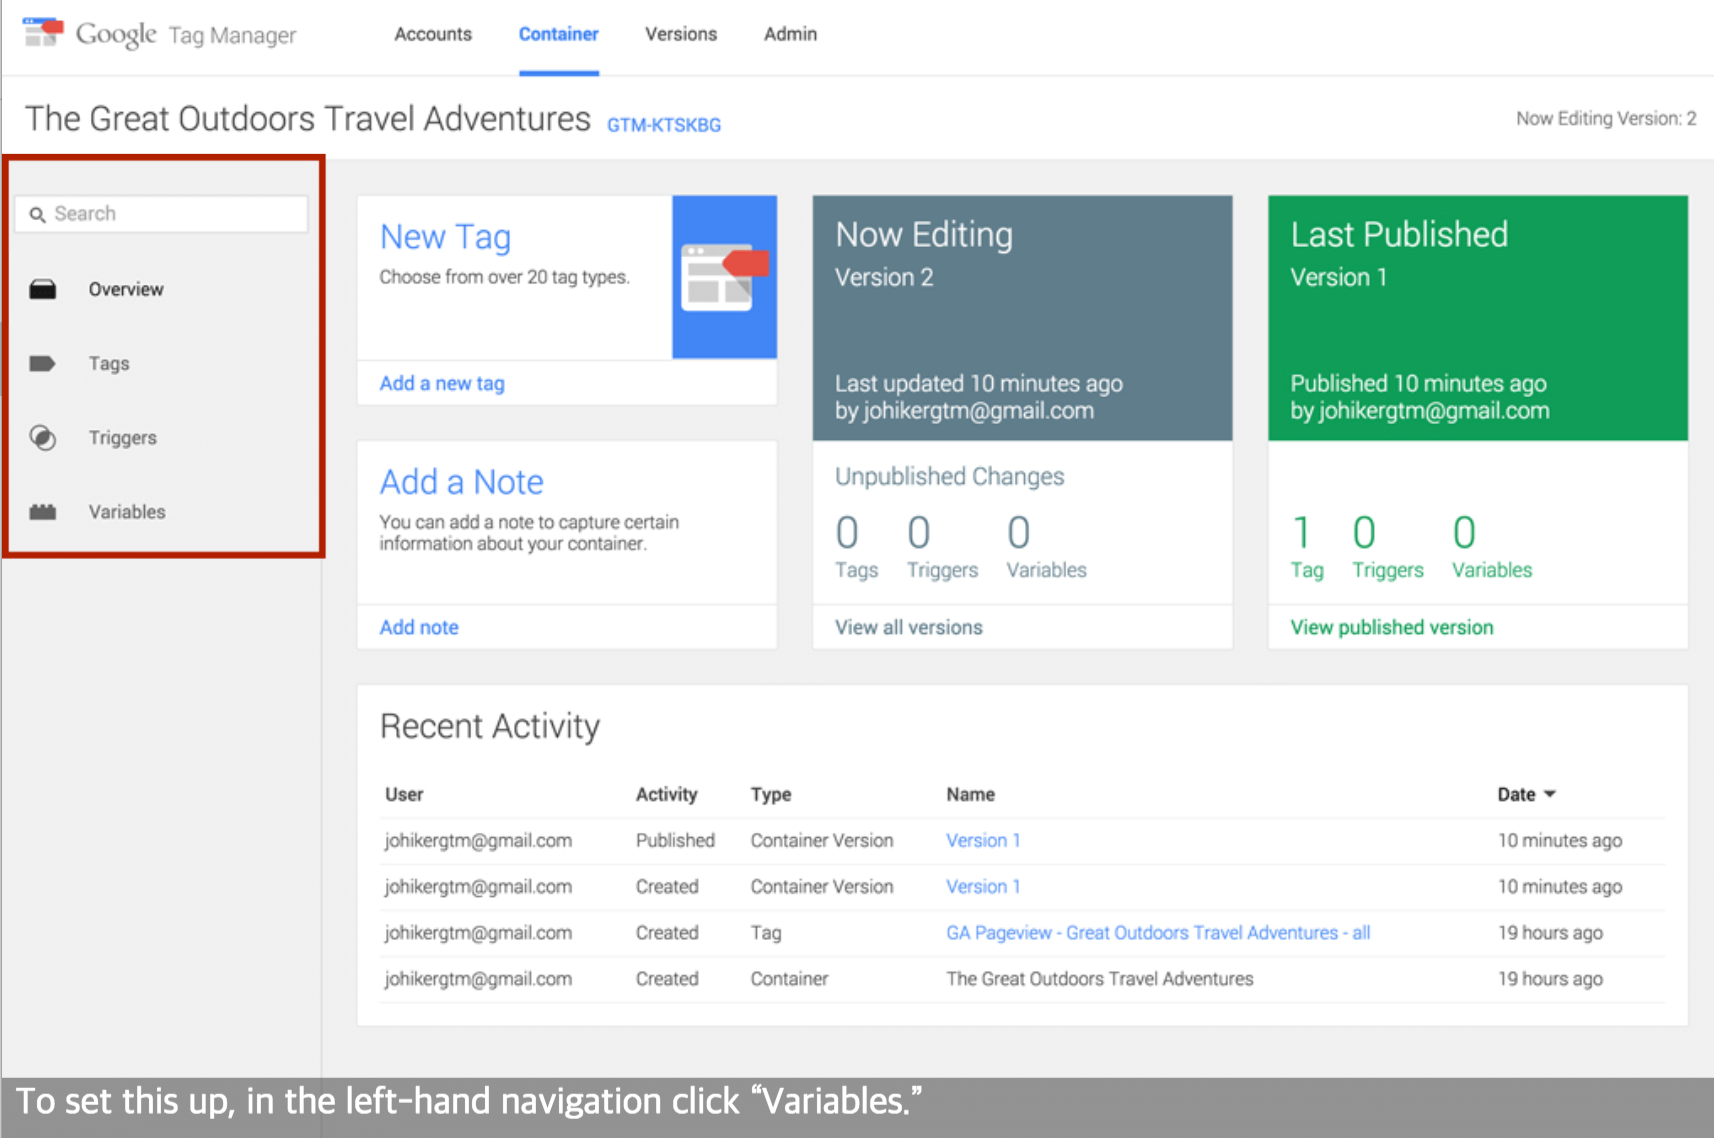 Google Tag Manager
Accounts Container Versions Admin
The Great Outdoors Travel Adventures GTM-KTSKBG
Now Editing Version: 2
Search
Overview
Tags
Triggers
Variables
New Tag
Choose from over 20 tag types.
Add a new tag
Add a Note
You can add a note to capture certain
information about your container.
Add note
Now Editing
Version 2
Last updated 10 minutes ago
by johikergtm@gmail.com
Unpublished Changes
0 0 0
Tags Triggers Variables
View all versions
Last Published
Version 1
Published 10 minutes ago
by johikergtm@gmail.com
1 0 0
Tag Triggers Variables
View published version
Recent Activity
User Activity Type Name Date
johikergtm@gmail.com Published Container Version Version 1 10 minutes ago
johikergtm@gmail.com Created Container Version Version 1 10 minutes ago
johikergtm@gmail.com Created Tag GA Pageview - Great Outdoors Travel Adventures - all 19 hours ago
johikergtm@gmail.com Created Container The Great Outdoors Travel Adventures 19 hours ago
To set this up, in the left-hand navigation click “Variables.”